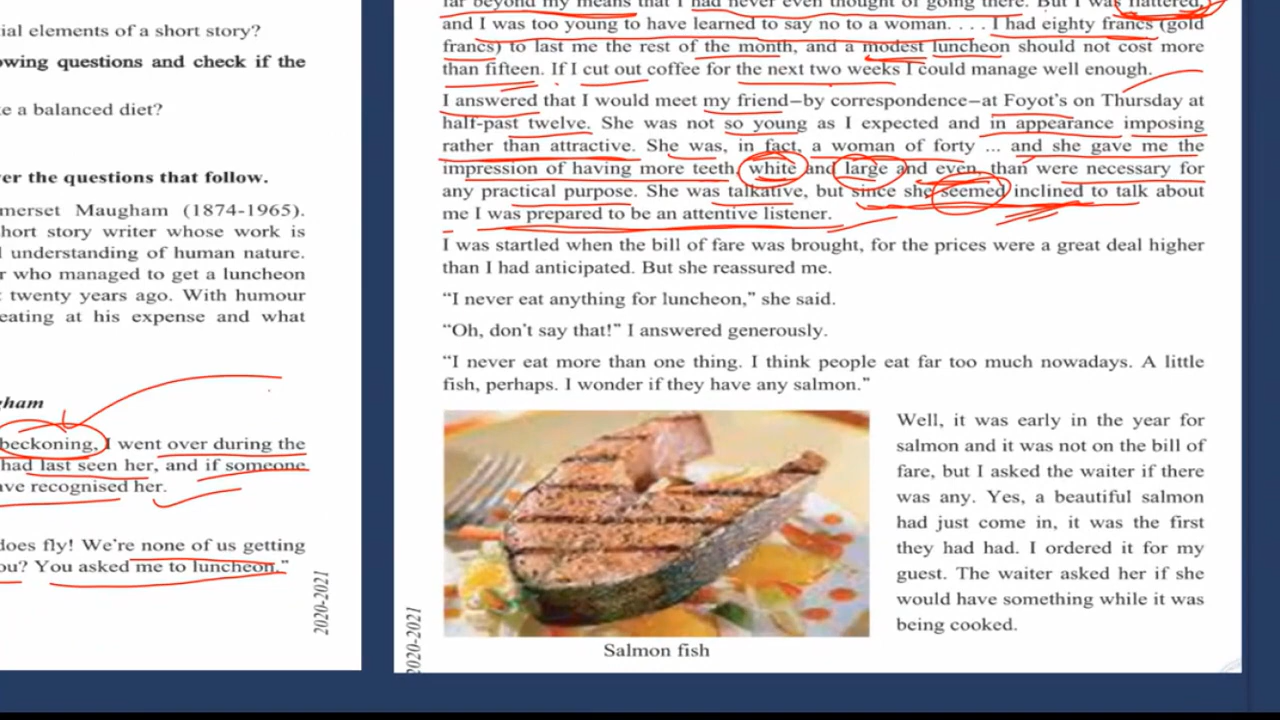 ial elements of a short story?
owing questions and check if the
e a balanced diet?
er the questions that follow.
merset Maugham (1874-1965).
hort story writer whose work is
l understanding of human nature.
r who managed to get a luncheon
t twenty years ago. With humour
eating at his expense and what
gham
beckoning, I went over during the
had last seen her, and if someone
ave recognised her.
does fly! We're none of us getting
ou? You asked me to luncheon."
2020-2021
far beyond my means that I had never even thought of going there. But I was flattered,
and I was too young to have learned to say no to a woman. . . . I had eighty francs (gold
francs) to last me the rest of the month, and a modest luncheon should not cost more
than fifteen. If I cut out coffee for the next two weeks I could manage well enough.
I answered that I would meet my friend—by correspondence—at Foyot's on Thursday at
half-past twelve. She was not so young as I expected and in appearance imposing
rather than attractive. She was, in fact, a woman of forty ... and she gave me the
impression of having more teeth, white and large and even, than were necessary for
any practical purpose. She was talkative, but since she seemed inclined to talk about
me I was prepared to be an attentive listener.
I was startled when the bill of fare was brought, for the prices were a great deal higher
than I had anticipated. But she reassured me.
"I never eat anything for luncheon," she said.
"Oh, don't say that!" I answered generously.
"I never eat more than one thing. I think people eat far too much nowadays. A little
fish, perhaps. I wonder if they have any salmon."
Well, it was early in the year for
salmon and it was not on the bill of
fare, but I asked the waiter if there
was any. Yes, a beautiful salmon
had just come in, it was the first
they had had. I ordered it for my
guest. The waiter asked her if she
would have something while it was
being cooked.
Salmon fish
2020-2021